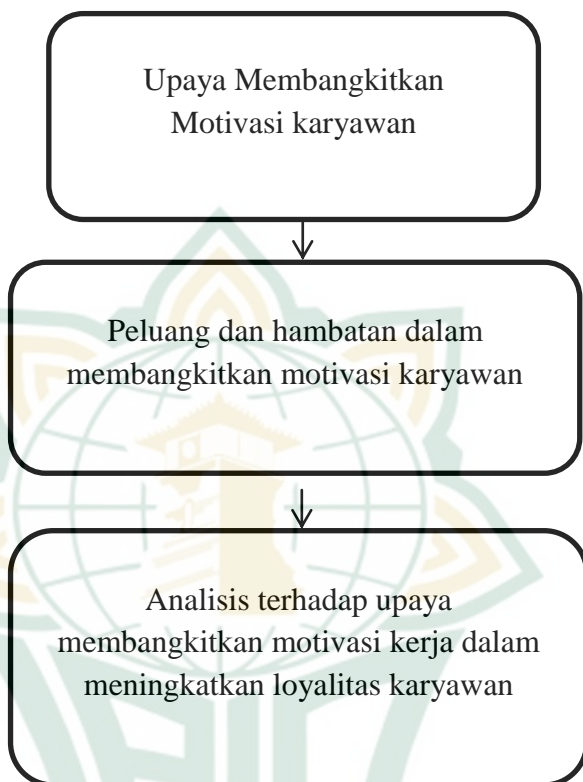 Upaya Membangkitkan
Motivasi karyawan
Peluang dan hambatan dalam
membangkitkan motivasi karyawan
Analisis terhadap upaya
membangkitkan motivasi kerja dalam
meningkatkan loyalitas karyawan